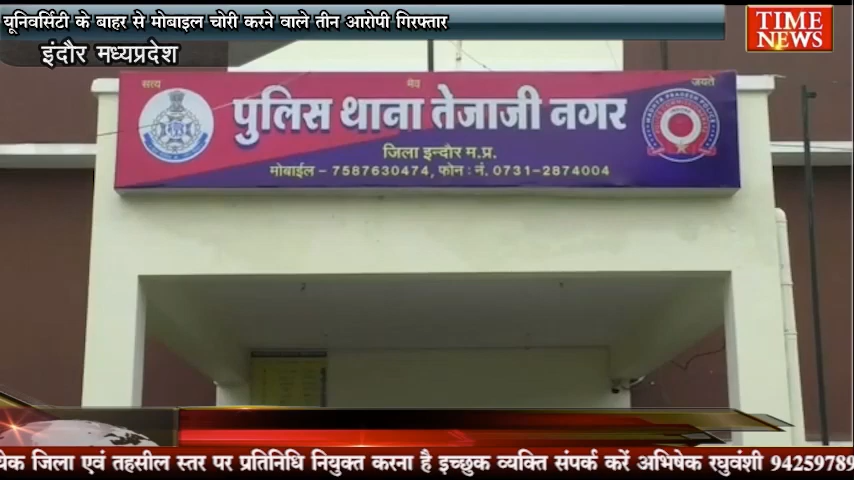 यूनिवर्सिटी के बाहर से मोबाइल चोरी करने वाले तीन आरोपी गिरफ्तार
TIME NEWS
इंदौर मध्यप्रदेश
सत्य मेव जयते
पुलिस थाना तेजाजी नगर
जिला इन्दौर म.प्र.
मोबाईल - 7587630474, फोन : नं. 0731-2874004
जिला एवं तहसील स्तर पर प्रतिनिधि नियुक्त करना है इच्छुक व्यक्ति संपर्क करें अभिषेक रघुवंशी 94259789